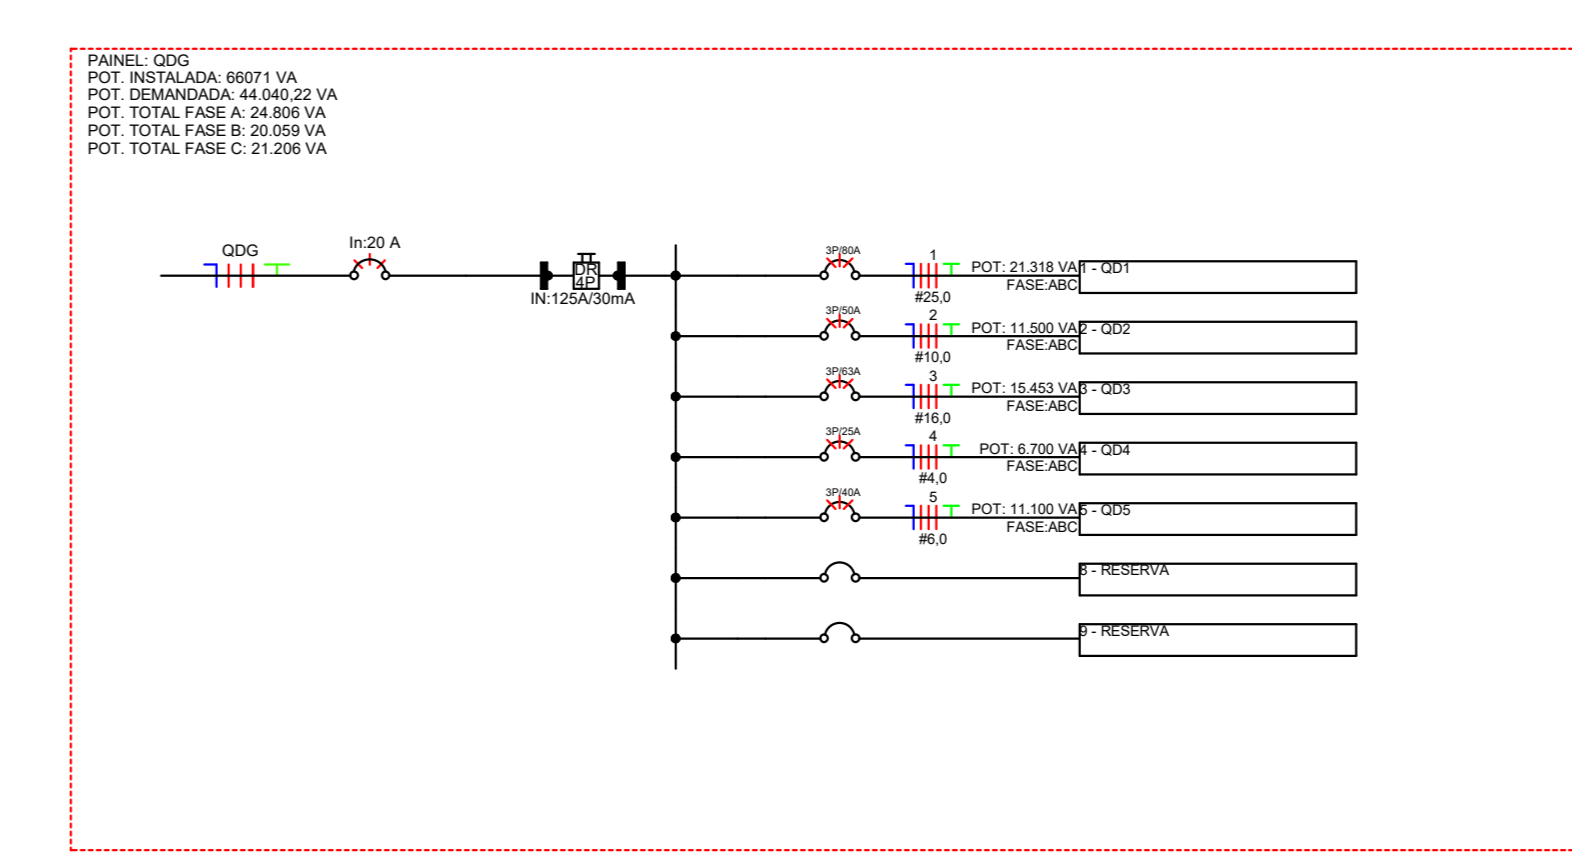 PAINEL: QDG
POT. INSTALADA: 66071 VA
POT. DEMANDADA: 44.040,22 VA
POT. TOTAL FASE A: 24.806 VA
POT. TOTAL FASE B: 20.059 VA
POT. TOTAL FASE C: 21.206 VA
QDG
In:20 A
DR
4P
IN:125A/30mA
3P/80A
1
#25,0
POT: 21.318 VA
FASE:ABC
1 - QD1
3P/50A
2
#10,0
POT: 11.500 VA
FASE:ABC
2 - QD2
3P/63A
3
#16,0
POT: 15.453 VA
FASE:ABC
3 - QD3
3P/25A
4
#4,0
POT: 6.700 VA
FASE:ABC
4 - QD4
3P/40A
5
#6,0
POT: 11.100 VA
FASE:ABC
5 - QD5
8 - RESERVA
9 - RESERVA